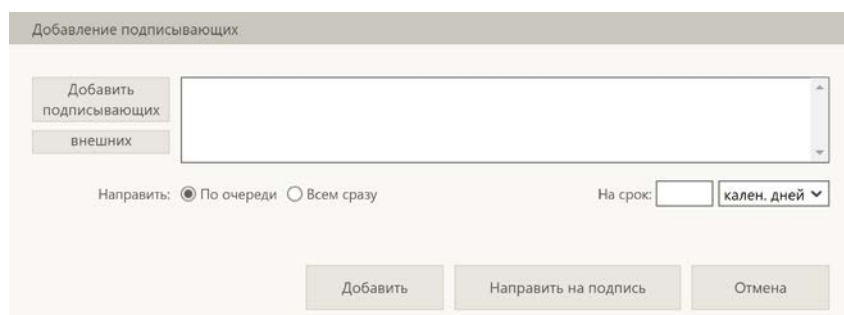 Добавление подписывающих
Добавить
подписывающих
внешних
Направить: По очереди Всем сразу На срок: кален. дней
Добавить Направить на подпись Отмена